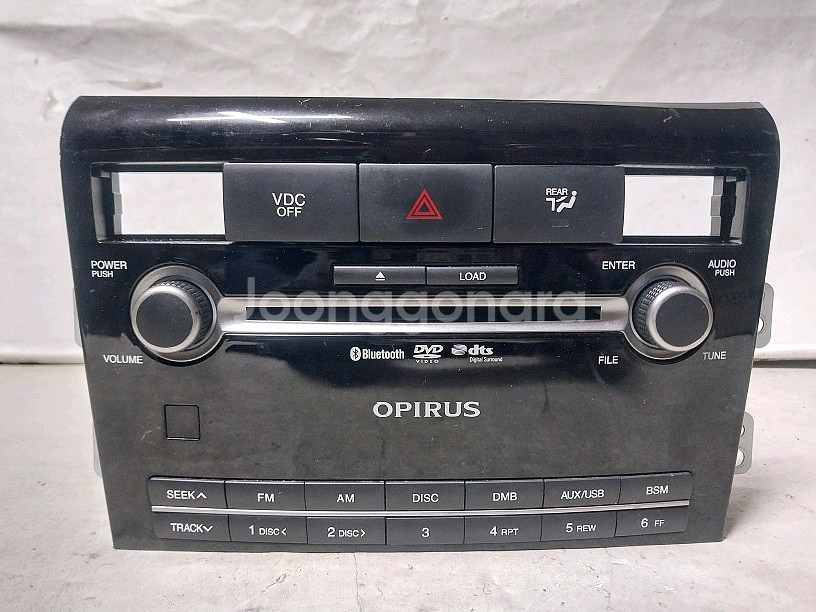 VDC
OFF
REAR
POWER
PUSH
LOAD
ENTER
AUDIO
PUSH
joonggonara
VOLUME
Bluetooth
DVD
VIDEO
dts
Digital Surround
FILE
TUNE
OPIRUS
SEEK
FM
AM
DISC
DMB
AUX/USB
BSM
TRACK
1 DISC <
2 DISC >
3
4 RPT
5 REW
6 FF